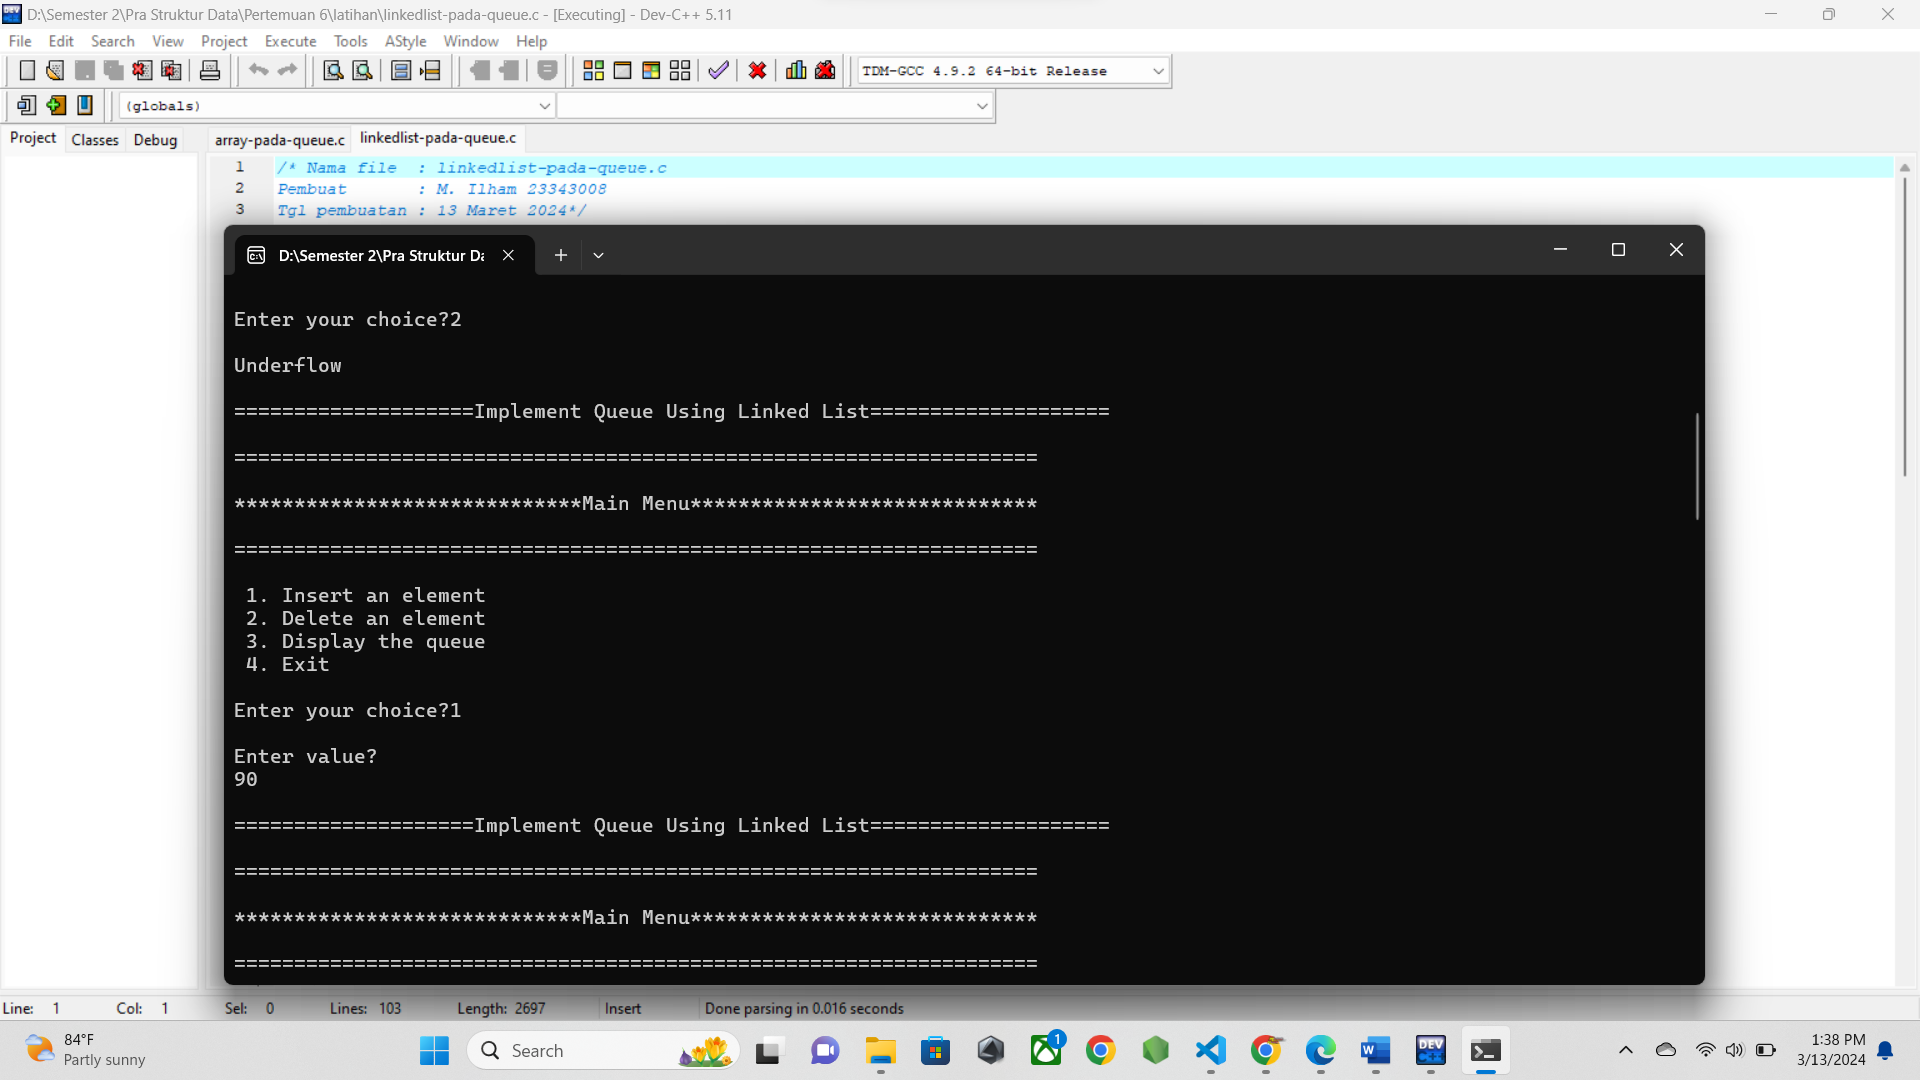 D:\Semester 2\Pra Struktur Data\Pertemuan 6\latihan\linkedlist-pada-queue.c - [Executing] - Dev-C++ 5.11
File Edit Search View Project Execute Tools AStyle Window Help
TDM-GCC 4.9.2 64-bit Release
(globals)
Project Classes Debug array-pada-queue.c linkedlist-pada-queue.c
1 /* Nama file : linkedlist-pada-queue.c
2 Pembuat : M. Ilham 23343008
3 Tgl pembuatan : 13 Maret 2024*/
D:\Semester 2\Pra Struktur Da
Enter your choice?2
Underflow
====================Implement Queue Using Linked List====================
===================================================================
*****************************Main Menu*****************************
===================================================================
1. Insert an element
2. Delete an element
3. Display the queue
4. Exit
Enter your choice?1
Enter value?
90
====================Implement Queue Using Linked List====================
===================================================================
*****************************Main Menu*****************************
===================================================================
Line: 1 Col: 1 Sel: 0 Lines: 103 Length: 2697 Insert Done parsing in 0.016 seconds
84°F
Partly sunny
Search
1
DEV
C++
1:38 PM
3/13/2024